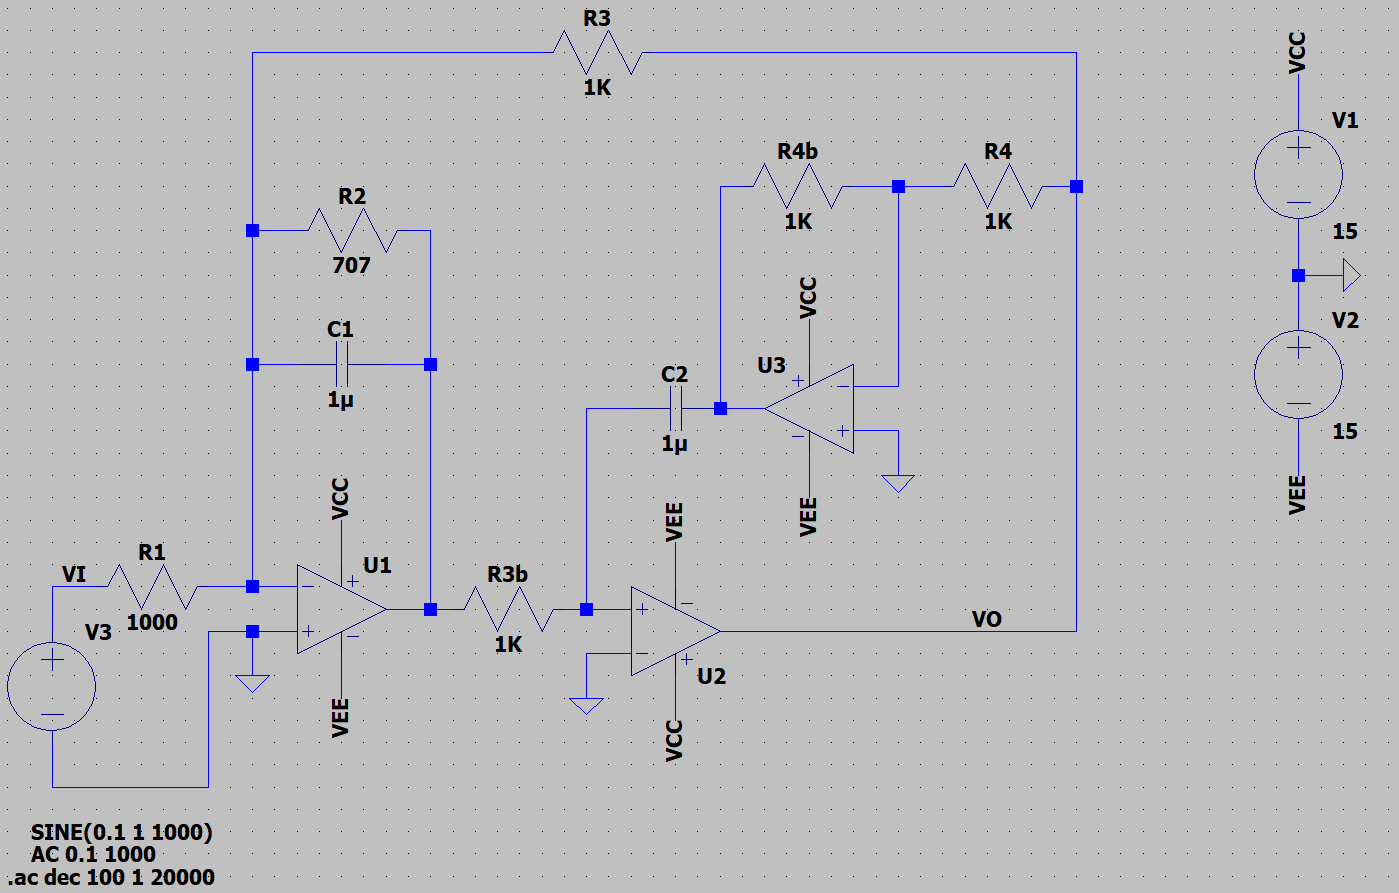 R3
1K
VCC
V1
15
R4b
1K
R4
1K
R2
707
VCC
V2
15
VEE
C1
1µ
U3
C2
1µ
VEE
VCC
VEE
R1
VI
1000
V3
U1
VEE
R3b
1K
U2
VCC
VO
SINE(0.1 1 1000)
AC 0.1 1000
.ac dec 100 1 20000